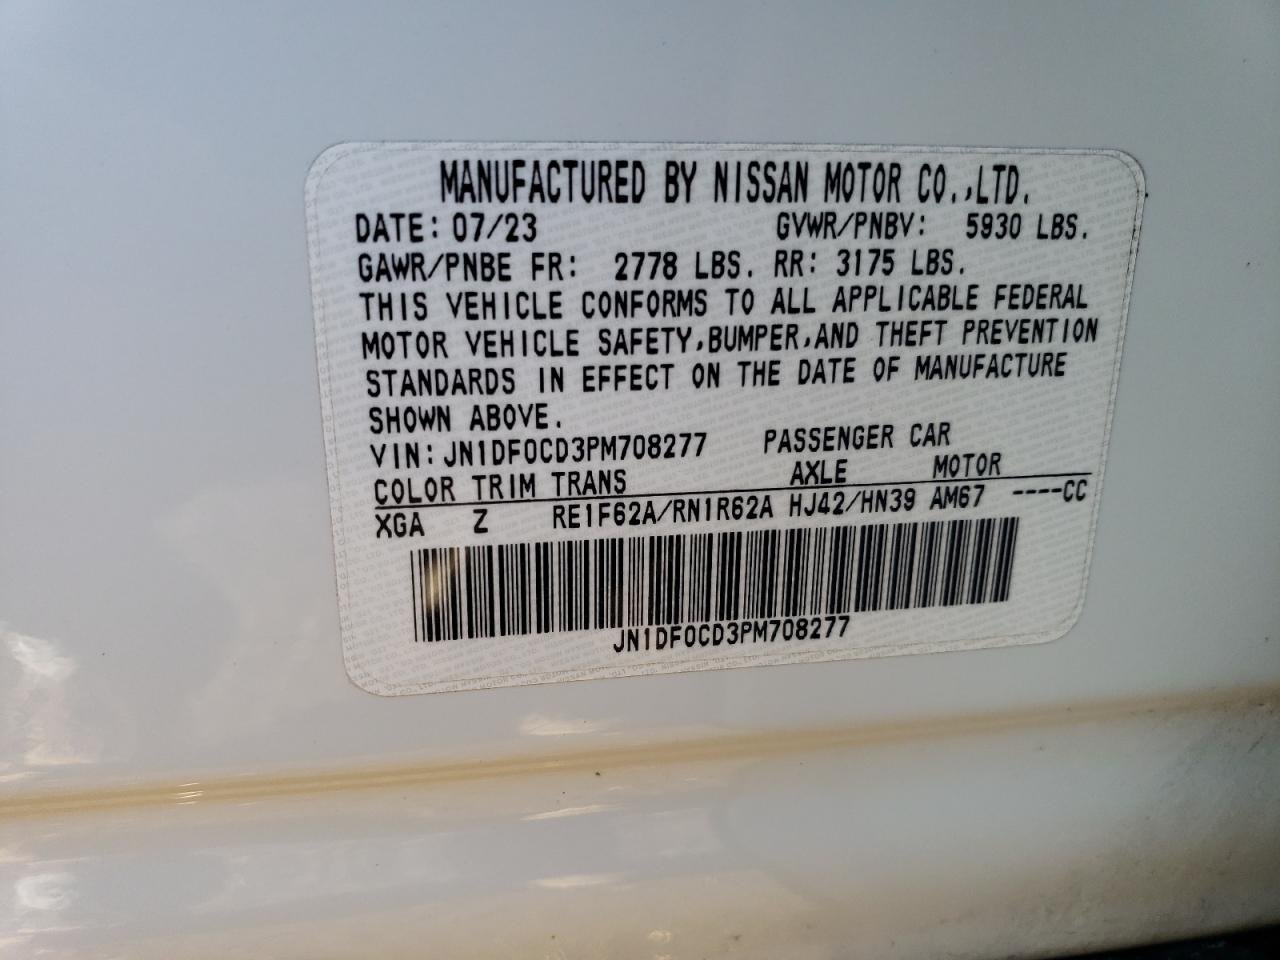 MANUFACTURED BY NISSAN MOTOR CO.,LTD.
DATE: 07/23 GVWR/PNBV: 5930 LBS.
GAWR/PNBE FR: 2778 LBS. RR: 3175 LBS.
THIS VEHICLE CONFORMS TO ALL APPLICABLE FEDERAL
MOTOR VEHICLE SAFETY,BUMPER,AND THEFT PREVENTION
STANDARDS IN EFFECT ON THE DATE OF MANUFACTURE
SHOWN ABOVE.
VIN: JN1DF0CD3PM708277 PASSENGER CAR
COLOR TRIM TRANS AXLE MOTOR
XGA Z RE1F62A/RN1R62A HJ42/HN39 AM67 ----CC
JN1DF0CD3PM708277